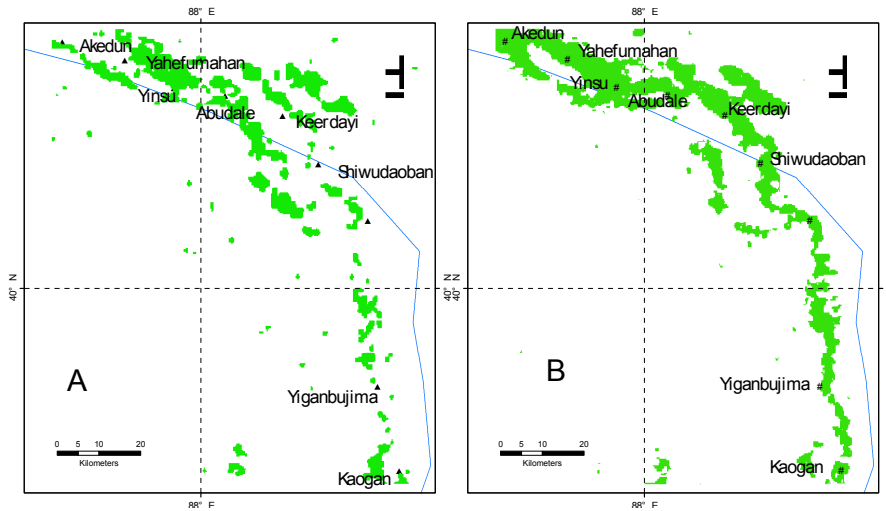 88° E
88° E
Akedun
Yahefumahan
Yinsu
Abudale
Keerdayi
Shiwudaoban
40° N
A
Yiganbujima
0 5 10 20
Kilometers
Kaogan
88° E
Akedun
Yahefumahan
Yinsu
Abudale
Keerdayi
Shiwudaoban
40° N
B
Yiganbujima
0 5 10 20
Kilometers
Kaogan
88° E